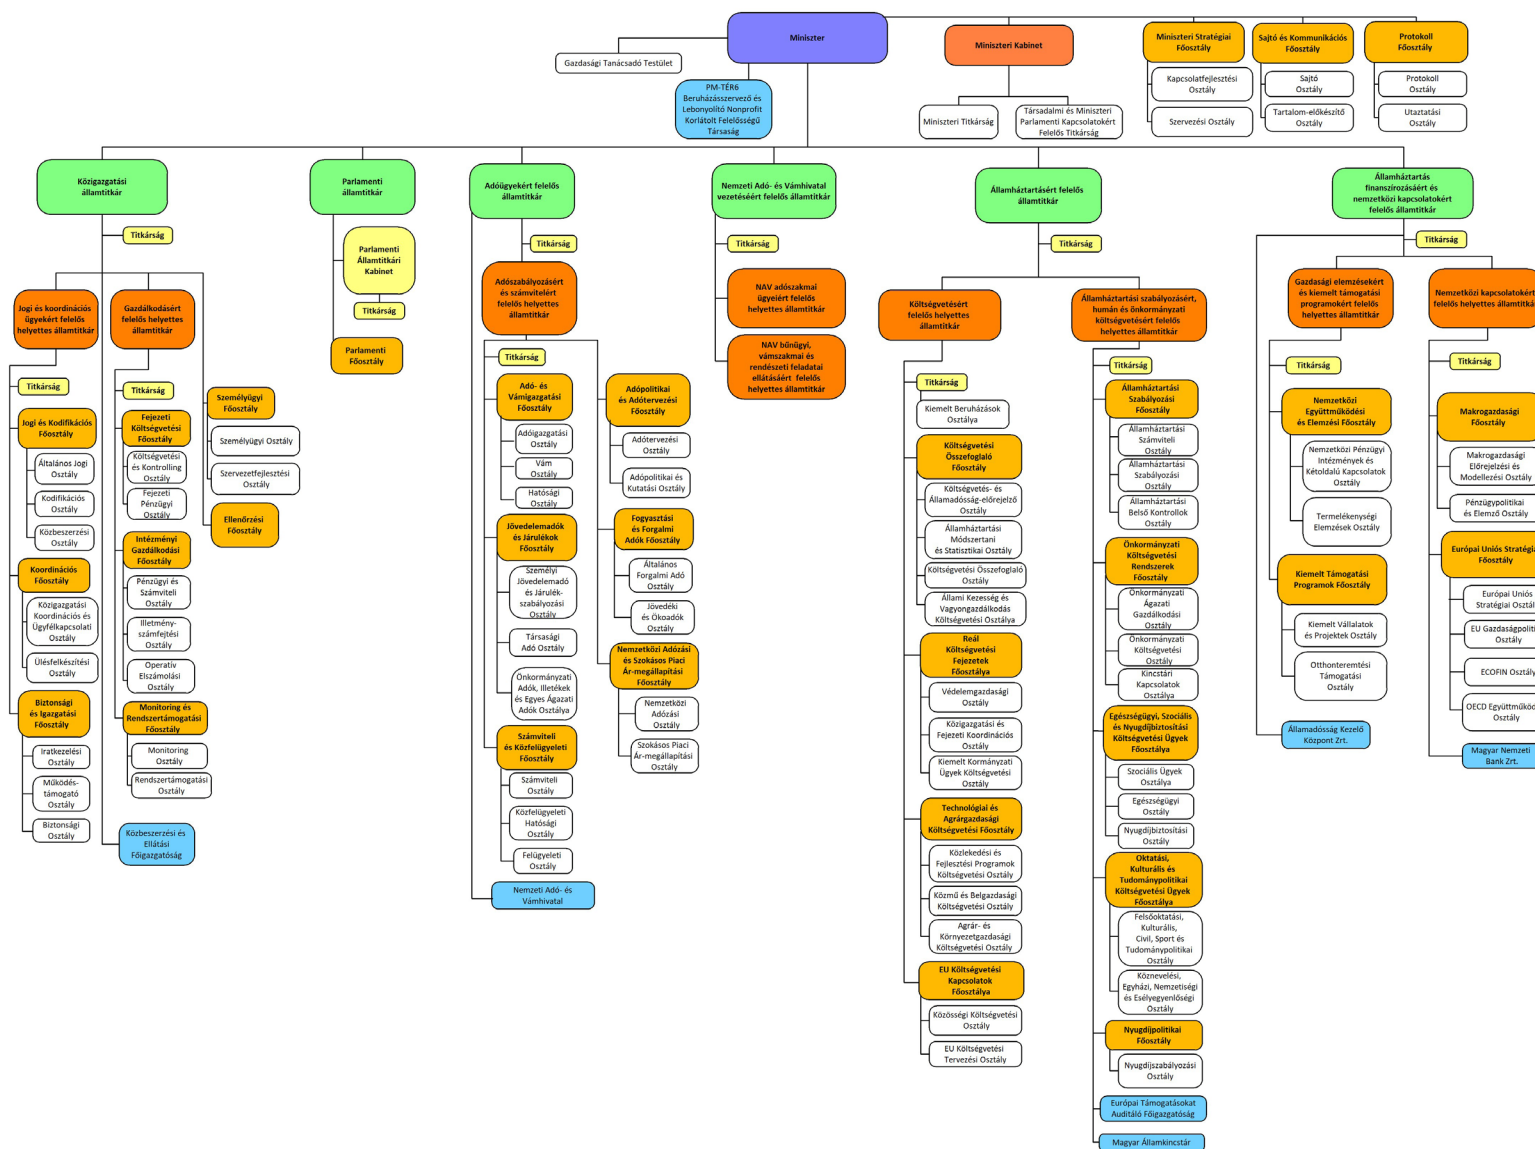 Miniszter
Gazdasági Tanácsadó Testület
PM-TÉR6
Beruházásszervező és
Lebonyolító Nonprofit
Korlátolt Felelősségű
Társaság
Miniszteri Kabinet
Miniszteri Titkárság
Társadalmi és Miniszteri
Parlamenti Kapcsolatokért
Felelős Titkárság
Miniszteri Stratégiai
Főosztály
Kapcsolatfejlesztési
Osztály
Szervezési Osztály
Sajtó és Kommunikációs
Főosztály
Sajtó
Osztály
Tartalom-előkészítő
Osztály
Protokoll
Főosztály
Protokoll
Osztály
Utaztatási
Osztály
Közigazgatási
államtitkár
Titkárság
Jogi és koordinációs
ügyekért felelős
helyettes államtitkár
Titkárság
Jogi és Kodifikációs
Főosztály
Általános Jogi
Osztály
Kodifikációs
Osztály
Közbeszerzési
Osztály
Koordinációs
Főosztály
Közigazgatási
Koordinációs és
Ügyfélkapcsolati
Osztály
Ülésfelkészítési
Osztály
Biztonsági
és Igazgatási
Főosztály
Iratkezelési
Osztály
Működés-
támogató
Osztály
Biztonsági
Osztály
Gazdálkodásért
felelős helyettes
államtitkár
Titkárság
Fejezeti
Költségvetési
Főosztály
Költségvetési
és Kontrolling
Osztály
Fejezeti
Pénzügyi
Osztály
Intézményi
Gazdálkodási
Főosztály
Pénzügyi és
Számviteli
Osztály
Illetmény-
számfejtési
Osztály
Operatív
Elszámolási
Osztály
Monitoring és
Rendszertámogatási
Főosztály
Monitoring
Osztály
Rendszertámogatási
Osztály
Közbeszerzési és
Ellátási
Főigazgatóság
Személyügyi
Főosztály
Személyügyi Osztály
Szervezetfejlesztési
Osztály
Ellenőrzési
Főosztály
Parlamenti
államtitkár
Parlamenti
Államtitkári
Kabinet
Titkárság
Parlamenti
Főosztály
Adóügyekért felelős
államtitkár
Titkárság
Adószabályozásért
és számvitelért
felelős helyettes
államtitkár
Titkárság
Adó- és
Vámigazgatási
Főosztály
Adóigazgatási
Osztály
Vám
Osztály
Hatósági
Osztály
Jövedelemadók
és Járulékok
Főosztály
Személyi
Jövedelemadó
és Járulék-
szabályozási
Osztály
Társasági
Adó Osztály
Önkormányzati
Adók, Illetékek
és Egyes Ágazati
Adók Osztálya
Számviteli
és Közfelügyeleti
Főosztály
Számviteli
Osztály
Közfelügyeleti
Hatósági
Osztály
Felügyeleti
Osztály
Nemzeti Adó- és
Vámhivatal
Adópolitikai
és Adótervezési
Főosztály
Adótervezési
Osztály
Adópolitikai és
Kutatási Osztály
Fogyasztási
és Forgalmi
Adók Főosztály
Általános
Forgalmi Adó
Osztály
Jövedéki
és Ökoadók
Osztály
Nemzetközi Adózási
és Szokásos Piaci
Ár-megállapítási
Főosztály
Nemzetközi
Adózási
Osztály
Szokásos Piaci
Ár-megállapítási
Osztály
Nemzeti Adó- és Vámhivatal
vezetéséért felelős államtitkár
Titkárság
NAV adószakmai
ügyeiért felelős
helyettes államtitkár
NAV bűnügyi,
vámszakmai és
rendészeti feladatai
ellátásáért felelős
helyettes államtitkár
Államháztartásért felelős
államtitkár
Titkárság
Költségvetésért
felelős helyettes
államtitkár
Titkárság
Kiemelt Beruházások
Osztálya
Költségvetési
Összefoglaló
Főosztály
Költségvetés- és
Államadósság-előrejelző
Osztály
Államháztartási
Módszertani
és Statisztikai Osztály
Költségvetési Összefoglaló
Osztály
Állami Kezesség és
Vagyongazdálkodás
Költségvetési Osztálya
Reál
Költségvetési
Fejezetek
Főosztálya
Védelemgazdasági
Osztály
Közigazgatási és
Fejezeti Koordinációs
Osztály
Kiemelt Kormányzati
Ügyek Költségvetési
Osztály
Technológiai és
Agrárgazdasági
Költségvetési Főosztály
Közlekedési és
Fejlesztési Programok
Költségvetési Osztály
Közmű és Belgazdasági
Költségvetési Osztály
Agrár- és
Környezetgazdasági
Költségvetési Osztály
EU Költségvetési
Kapcsolatok
Főosztálya
Közösségi Költségvetési
Osztály
EU Költségvetési
Tervezési Osztály
Államháztartási szabályozásért,
humán és önkormányzati
költségvetésért felelős
helyettes államtitkár
Titkárság
Államháztartási
Szabályozási
Főosztály
Államháztartási
Számviteli
Osztály
Államháztartási
Szabályozási
Osztály
Államháztartási
Belső Kontrollok
Osztály
Önkormányzati
Költségvetési
Rendszerek
Főosztály
Önkormányzati
Ágazati
Gazdálkodási
Osztály
Önkormányzati
Költségvetési
Osztály
Kincstári
Kapcsolatok
Osztálya
Egészségügyi, Szociális
és Nyugdíbiztosítási
Költségvetési Ügyek
Főosztálya
Szociális Ügyek
Osztálya
Egészségügyi
Osztály
Nyugdíjbiztosítási
Osztály
Oktatási,
Kulturális és
Tudománypolitikai
Költségvetési Ügyek
Főosztálya
Felsőoktatási,
Kulturális,
Civil, Sport és
Tudománypolitikai
Osztály
Köznevelési,
Egyházi, Nemzetiségi
és Esélyegyenlőségi
Osztály
Nyugdíjpolitikai
Főosztály
Nyugdíjszabályozási
Osztály
Európai Támogatásokat
Auditáló Főigazgatóság
Magyar Államkincstár
Államháztartás
finanszírozásáért és
nemzetközi kapcsolatokért
felelős államtitkár
Titkárság
Gazdasági elemzésekért
és kiemelt támogatási
programokért felelős
helyettes államtitkár
Titkárság
Nemzetközi
Együttműködési
és Elemzési Főosztály
Nemzetközi Pénzügyi
Intézmények és
Kétoldalú Kapcsolatok
Osztály
Termelékenységi
Elemzések Osztály
Kiemelt Támogatási
Programok Főosztály
Kiemelt Vállalatok
és Projektek Osztály
Otthonteremtési
Támogatási
Osztály
Államadósság Kezelő
Központ Zrt.
Nemzetközi kapcsolatokért
felelős helyettes államtitkár
Titkárság
Makrogazdasági
Főosztály
Makrogazdasági
Előrejelzési és
Modellezési Osztály
Pénzügypolitikai
és Elemző Osztály
Európai Uniós Stratégia
Főosztály
Európai Uniós
Stratégiai Osztál
EU Gazdaságpoliti
Osztály
ECOFIN Osztály
OECD Együttműköd
Osztály
Magyar Nemzeti
Bank Zrt.